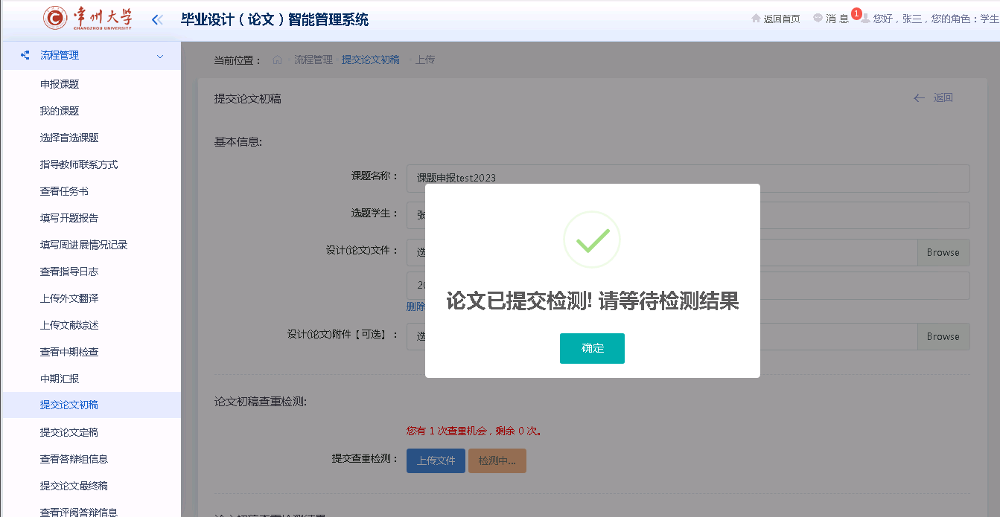 常州大学
CHANGZHOU UNIVERSITY
毕业设计（论文）智能管理系统
返回首页 消 息 1 您好，张三，您的角色：学生
流程管理
申报课题
我的课题
选择盲选课题
指导教师联系方式
查看任务书
填写开题报告
填写周进展情况记录
查看指导日志
上传外文翻译
上传文献综述
查看中期检查
中期汇报
提交论文初稿
提交论文定稿
查看答辩组信息
提交论文最终稿
查看评阅答辩信息
当前位置： 流程管理 提交论文初稿 上传
提交论文初稿
返回
基本信息:
课题名称： 课题申报test2023
选题学生： 张
设计(论文)文件： 选 Browse
20
删除
设计(论文)附件【可选】： 选 Browse
论文已提交检测! 请等待检测结果
确定
论文初稿查重检测:
您有 1 次查重机会，剩余 0 次。
提交查重检测： 上传文件 检测中...
论文初稿查重检测结果